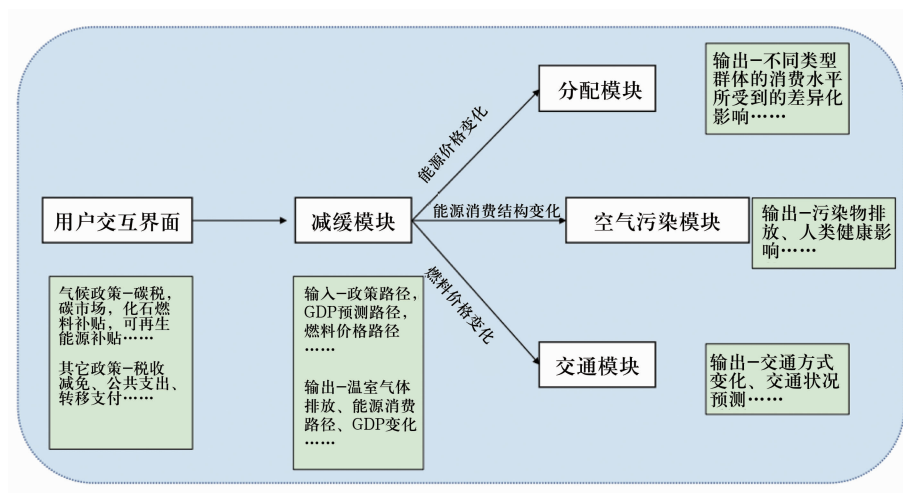 用户交互界面
气候政策–碳税，
碳市场，化石燃
料补贴，可再生
能源补贴……
其它政策–税收
减免、公共支出、
转移支付……
减缓模块
输入–政策路径，
GDP预测路径，
燃料价格路径
……
输出–温室气体
排放、能源消费
路径、GDP变化
……
能源价格变化
能源消费结构变化
燃料价格变化
分配模块
输出–不同类型
群体的消费水平
所受到的差异化
影响……
空气污染模块
输出–污染物排
放、人类健康影
响……
交通模块
输出–交通方式
变化、交通状况
预测……